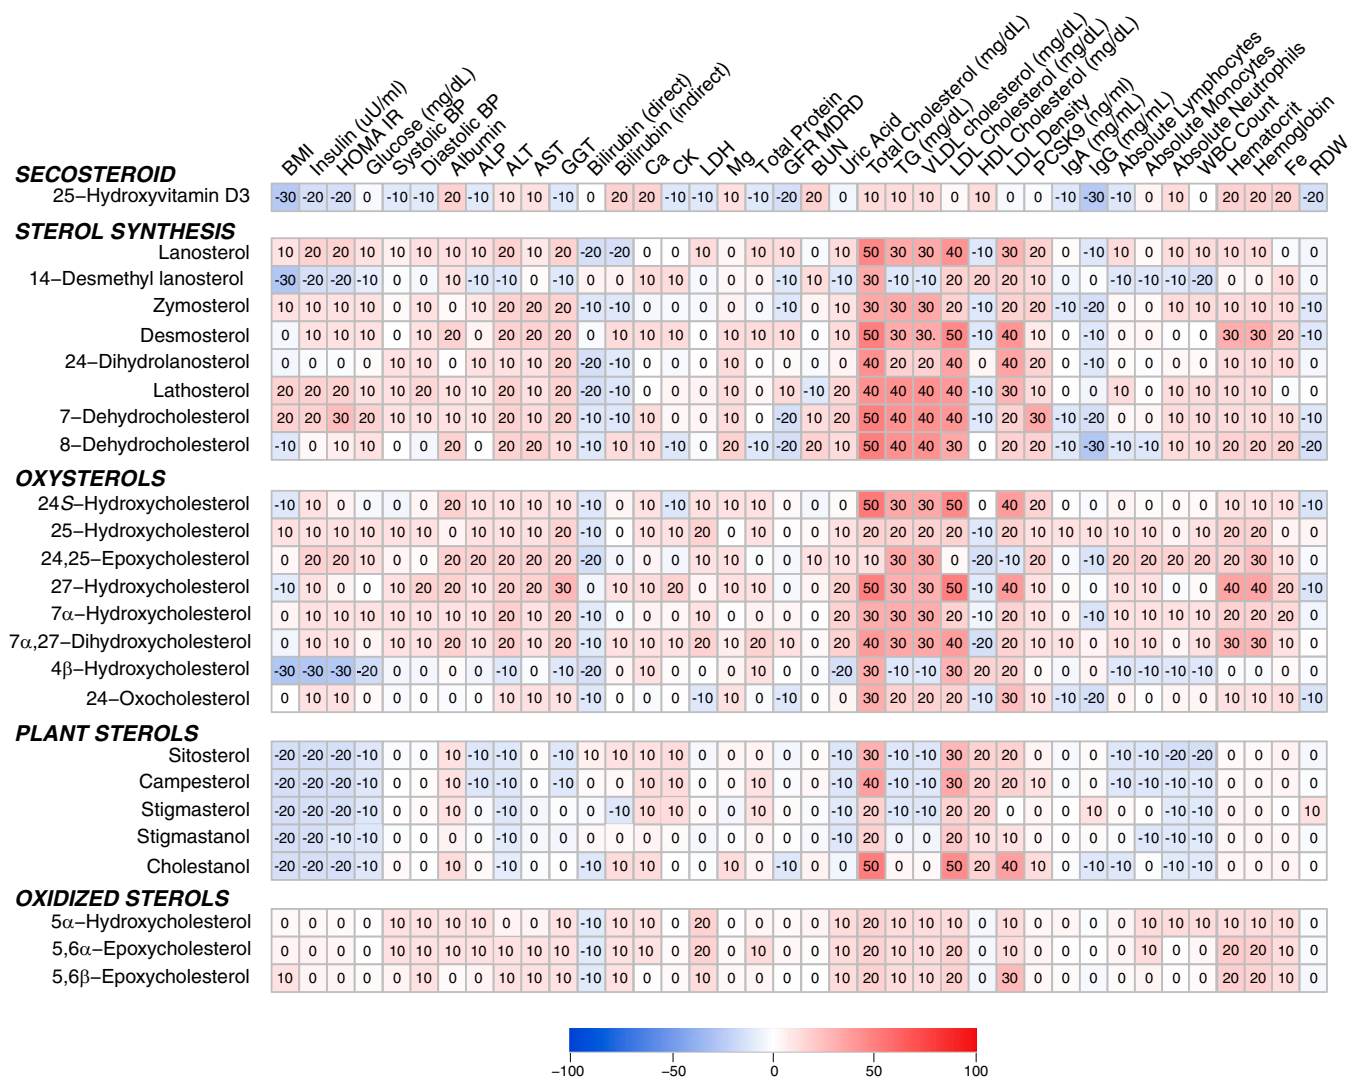 BMI
Insulin (uU/ml)
HOMA IR
Glucose (mg/dL)
Systolic BP
Diastolic BP
Albumin
ALP
ALT
AST
GGT
Bilirubin (direct)
Bilirubin (indirect)
Ca
CK
LDH
Mg
Total Protein
GFR MDRD
BUN
Uric Acid
Total Cholesterol (mg/dL)
TG (mg/dL)
VLDL cholesterol (mg/dL)
LDL Cholesterol (mg/dL)
HDL Cholesterol (mg/dL)
LDL Density
PCSK9 (ng/ml)
IgA (mg/mL)
IgG (mg/mL)
Absolute Lymphocytes
Absolute Monocytes
Absolute Neutrophils
WBC Count
Hematocrit
Hemoglobin
Fe
RDW
SECOSTEROID
25−Hydroxyvitamin D3 -30 -20 -20 0 -10 -10 20 -10 10 10 -10 0 20 20 -10 -10 10 -10 -20 20 0 10 10 10 0 10 0 0 -10 -30 -10 0 10 0 20 20 20 -20
STEROL SYNTHESIS
Lanosterol 10 20 20 10 10 10 10 10 20 10 20 -20 -20 0 0 10 0 10 10 0 10 50 30 30 40 -10 30 20 0 -10 10 0 10 10 10 10 0 0
14−Desmethyl lanosterol -30 -20 -20 -10 0 0 10 -10 -10 0 -10 0 0 10 10 0 0 0 -10 10 -10 30 -10 -10 20 20 20 10 0 0 -10 -10 -10 -20 0 0 10 0
Zymosterol 10 10 10 10 0 10 0 10 20 20 20 -10 -10 0 0 0 0 0 -10 0 10 30 30 30 20 0 20 20 -10 -20 0 0 10 10 10 10 10 -10
Desmosterol 0 10 10 10 0 10 20 0 20 20 10 0 10 10 10 0 10 10 10 0 10 50 30 30. 50 -10 40 10 0 -10 0 0 0 0 30 30 20 -10
24−Dihydrolanosterol 0 0 0 0 10 10 0 10 10 10 10 -20 -10 0 0 0 10 0 0 0 0 40 20 20 40 0 40 20 0 -10 0 0 0 0 10 10 10 0
Lathosterol 20 20 20 10 10 20 10 10 20 10 10 -20 -10 0 0 0 10 0 10 -10 20 40 40 40 40 -10 30 10 0 0 10 0 10 10 10 10 0 0
7−Dehydrocholesterol 20 20 30 20 10 10 10 10 20 20 10 -10 -10 10 0 0 10 0 -20 10 20 50 40 40 40 -10 20 30 -10 -20 0 0 10 10 10 10 10 -10
8−Dehydrocholesterol -10 0 10 10 0 0 20 0 20 20 10 -10 10 10 -10 0 20 -10 -20 20 10 50 40 40 30 0 20 20 -10 -30 -10 -10 10 10 20 20 20 -20
OXYSTEROLS
24S−Hydroxycholesterol -10 10 0 0 0 0 20 10 10 10 10 -10 0 10 -10 10 10 10 0 0 0 50 30 30 50 0 40 20 0 0 0 0 0 0 10 10 10 -10
25−Hydroxycholesterol 10 10 10 10 10 10 0 10 10 10 20 -10 0 10 10 20 0 10 0 0 10 20 20 20 20 -10 20 10 10 10 10 10 0 10 20 20 0 0
24,25−Epoxycholesterol 0 20 20 10 0 0 20 20 20 20 10 -20 0 0 0 10 10 0 0 10 10 10 30 30 0 -20 -10 20 0 -10 20 20 20 20 20 30 10 0
27−Hydroxycholesterol -10 10 0 0 10 20 20 10 20 20 30 0 10 10 20 0 10 10 0 0 20 50 30 30 50 -10 40 10 0 0 10 10 0 0 40 40 20 -10
7α−Hydroxycholesterol 0 10 10 10 10 10 10 10 20 10 10 -10 0 0 0 10 0 0 0 0 20 30 30 30 20 -10 20 10 0 -10 10 10 10 10 20 20 20 0
7α,27−Dihydroxycholesterol 0 10 10 0 10 10 20 10 20 10 20 -10 10 10 10 20 10 20 10 0 20 40 30 30 40 -20 20 10 10 0 10 10 0 10 30 30 10 0
4β−Hydroxycholesterol -30 -30 -30 -20 0 0 0 0 -10 0 -10 -20 0 10 0 0 0 0 0 0 -20 30 -10 -10 30 20 20 0 0 0 -10 -10 -10 -10 0 0 0 0
24−Oxocholesterol 0 10 10 0 0 0 0 0 10 10 10 -10 0 0 0 -10 10 0 -10 0 0 30 20 20 20 -10 30 10 -10 -20 0 0 0 0 10 10 10 -10
PLANT STEROLS
Sitosterol -20 -20 -20 -10 0 0 10 -10 -10 0 -10 10 10 10 10 0 0 0 0 0 -10 30 -10 -10 30 20 20 0 0 0 -10 -10 -20 -20 0 0 0 0
Campesterol -20 -20 -20 -10 0 0 10 -10 -10 0 -10 0 0 10 10 0 0 10 0 0 -10 40 -10 -10 30 20 20 10 0 0 -10 -10 -10 -10 0 0 0 0
Stigmasterol -20 -20 -20 -10 0 0 10 0 -10 0 0 0 -10 10 10 0 0 10 0 0 -10 20 -10 -10 20 20 0 0 0 10 0 0 -10 -10 0 0 0 10
Stigmastanol -20 -20 -10 -10 0 0 0 0 -10 0 0 0 0 0 0 0 0 0 0 0 -10 20 0 0 20 10 10 0 0 0 0 -10 -10 -10 0 0 0 0
Cholestanol -20 -20 -20 -10 0 0 10 0 -10 0 0 -10 10 10 0 0 10 0 -10 0 0 50 0 0 50 20 40 10 0 -10 -10 0 -10 -10 0 0 0 0
OXIDIZED STEROLS
5α−Hydroxycholesterol 0 0 0 0 10 10 10 10 0 0 10 -10 10 10 0 20 0 0 0 0 10 20 10 10 10 0 10 0 0 0 0 10 10 10 10 10 10 0
5,6α−Epoxycholesterol 0 0 0 0 10 10 10 10 10 10 10 -10 10 10 0 20 0 10 0 0 10 20 10 10 20 0 10 0 0 0 0 10 0 0 20 20 10 0
5,6β−Epoxycholesterol 10 0 0 0 0 10 0 0 10 10 10 -10 10 0 0 10 0 0 0 0 10 20 10 10 20 0 30 0 0 0 0 0 0 0 20 20 10 0
−100 −50 0 50 100